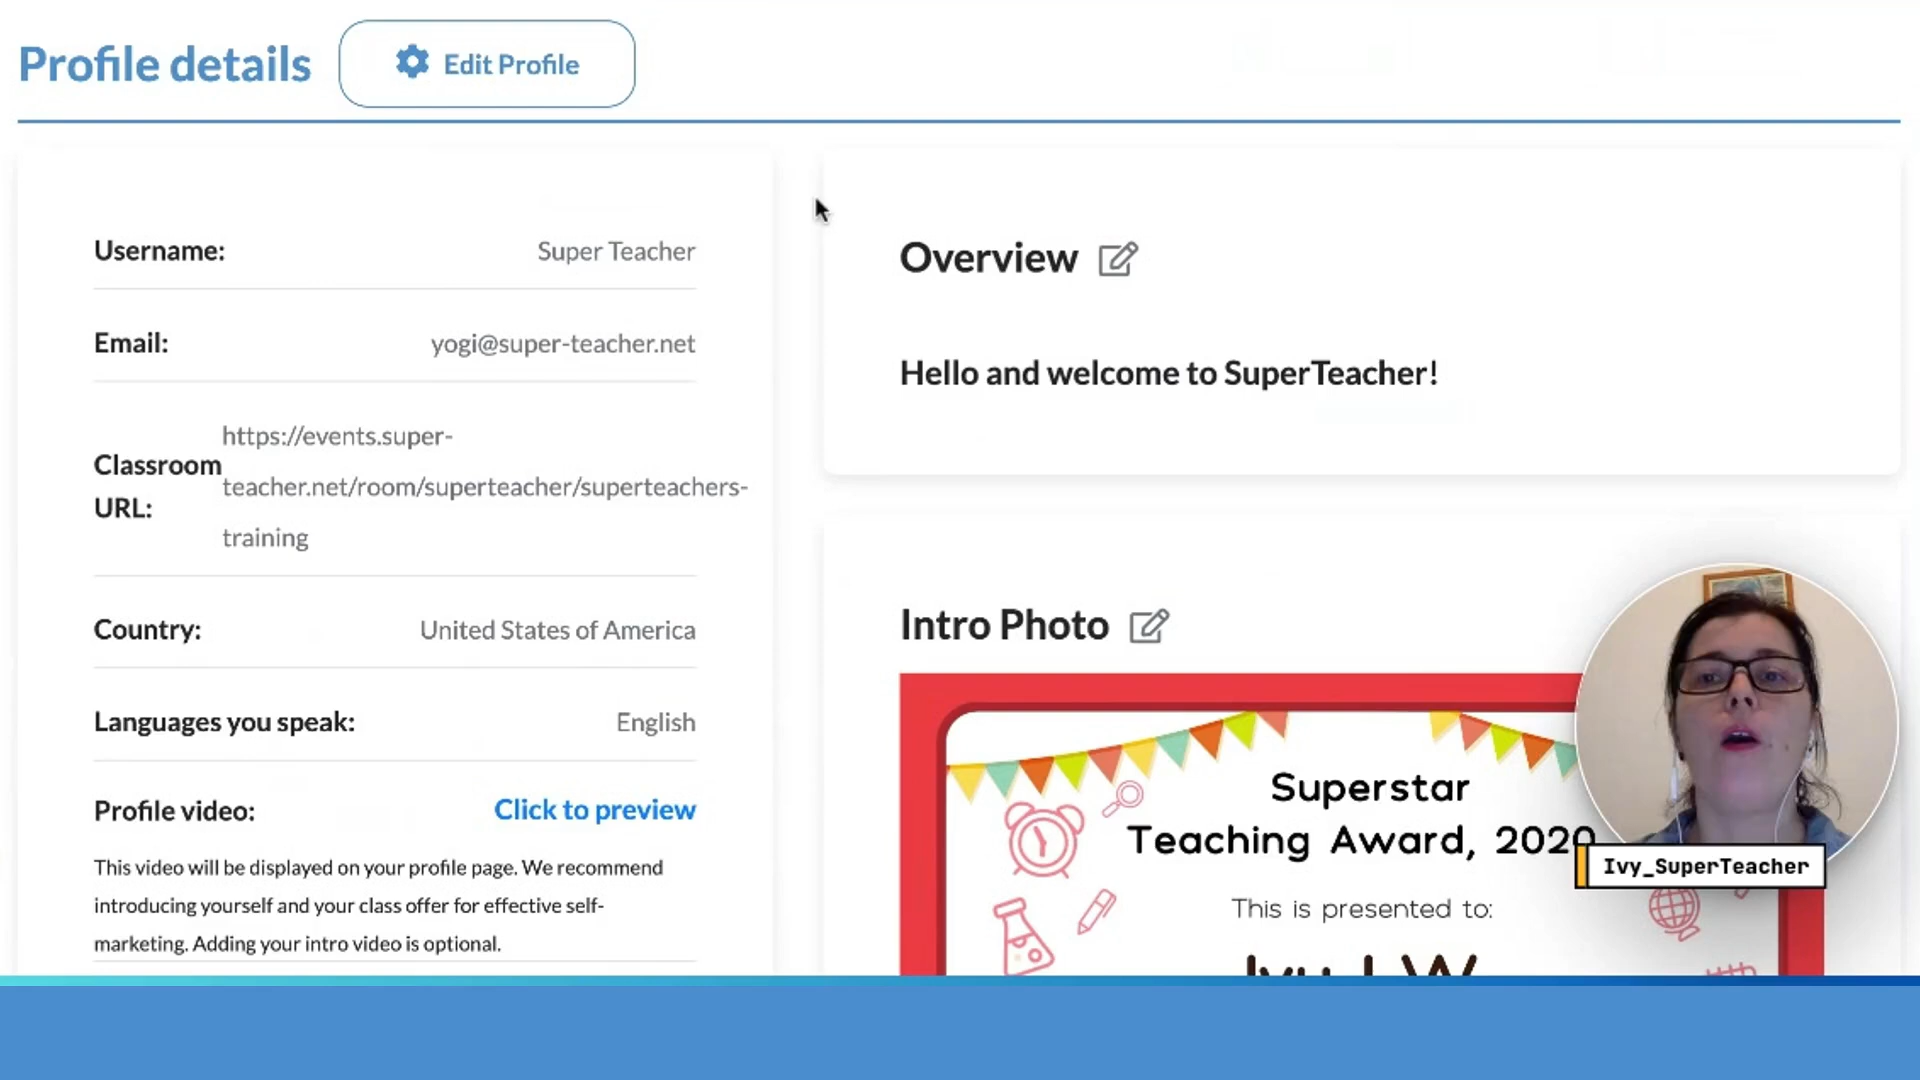 Profile details
Edit Profile
Username:
Super Teacher
Email:
yogi@super-teacher.net
Classroom
URL:
https://events.super-
teacher.net/room/superteacher/superteachers-
training
Country:
United States of America
Languages you speak:
English
Profile video:
Click to preview
This video will be displayed on your profile page. We recommend
introducing yourself and your class offer for effective self-
marketing. Adding your intro video is optional.
Overview
Hello and welcome to SuperTeacher!
Intro Photo
Superstar
Teaching Award, 2020
This is presented to:
Ivy_SuperTeacher